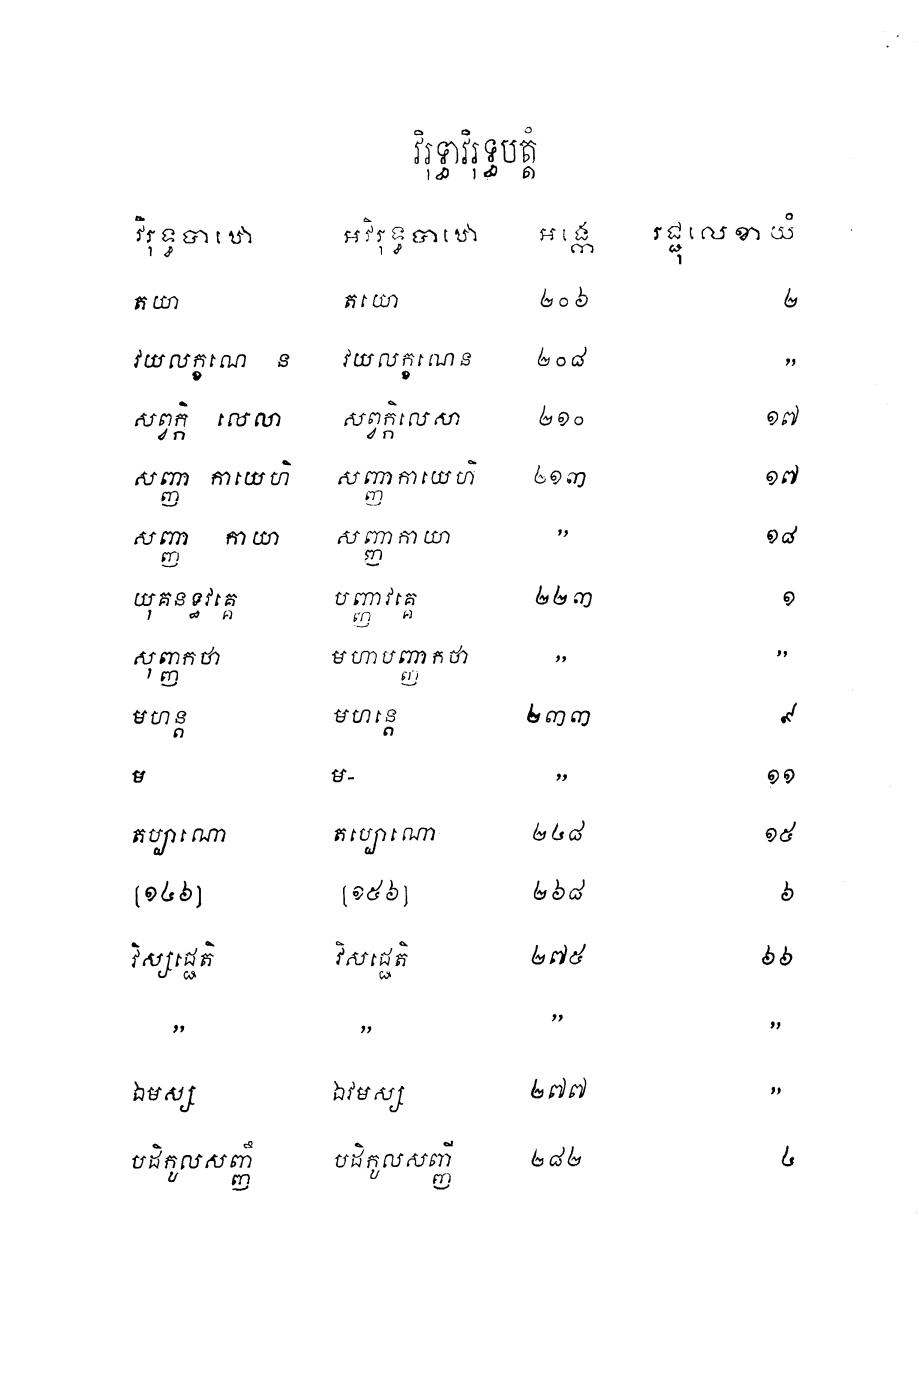 វិរុទ្ធាវិរុទ្ធបត្តំ
វិរុទ្ធបាឋោ អវិរុទ្ធបាឋោ អង្កេ រជ្ជុលេខាយំ
តយា តយោ ២០៦ ២
វយលក្ខណេ ន វយលក្ខណេន ២០៨ ”
សព្វក្តិ លេលា សព្វក្តិលេសា ២១០ ១៧
សញ្ញា កាយេហិ សញ្ញាកាយេហិ ២១៣ ១៧
សញ្ញា កាយា សញ្ញាកាយា ” ១៨
យុគនទ្ធវគ្គេ បញ្ញាវគ្គេ ២២៣ ១
សុញ្ញាកថា មហាបញ្ញាកថា ” ”
មហន្ត មហន្តេ ២៣៣ ៩
ម ម- ” ១១
តប្បាណោ តប្បោណោ ២៤៨ ១៥
(១៤៦) (១៥៦) ២៦៨ ៦
វិស្សជ្ជេតិ វិសជ្ជេតិ ២៧៥ ៦៦
” ” ” ”
ឯមស្ស ឯវមស្ស ២៧៧ ”
បដិកូលសញ្ញឹ បដិកូលសញ្ញី ២៨២ ៤